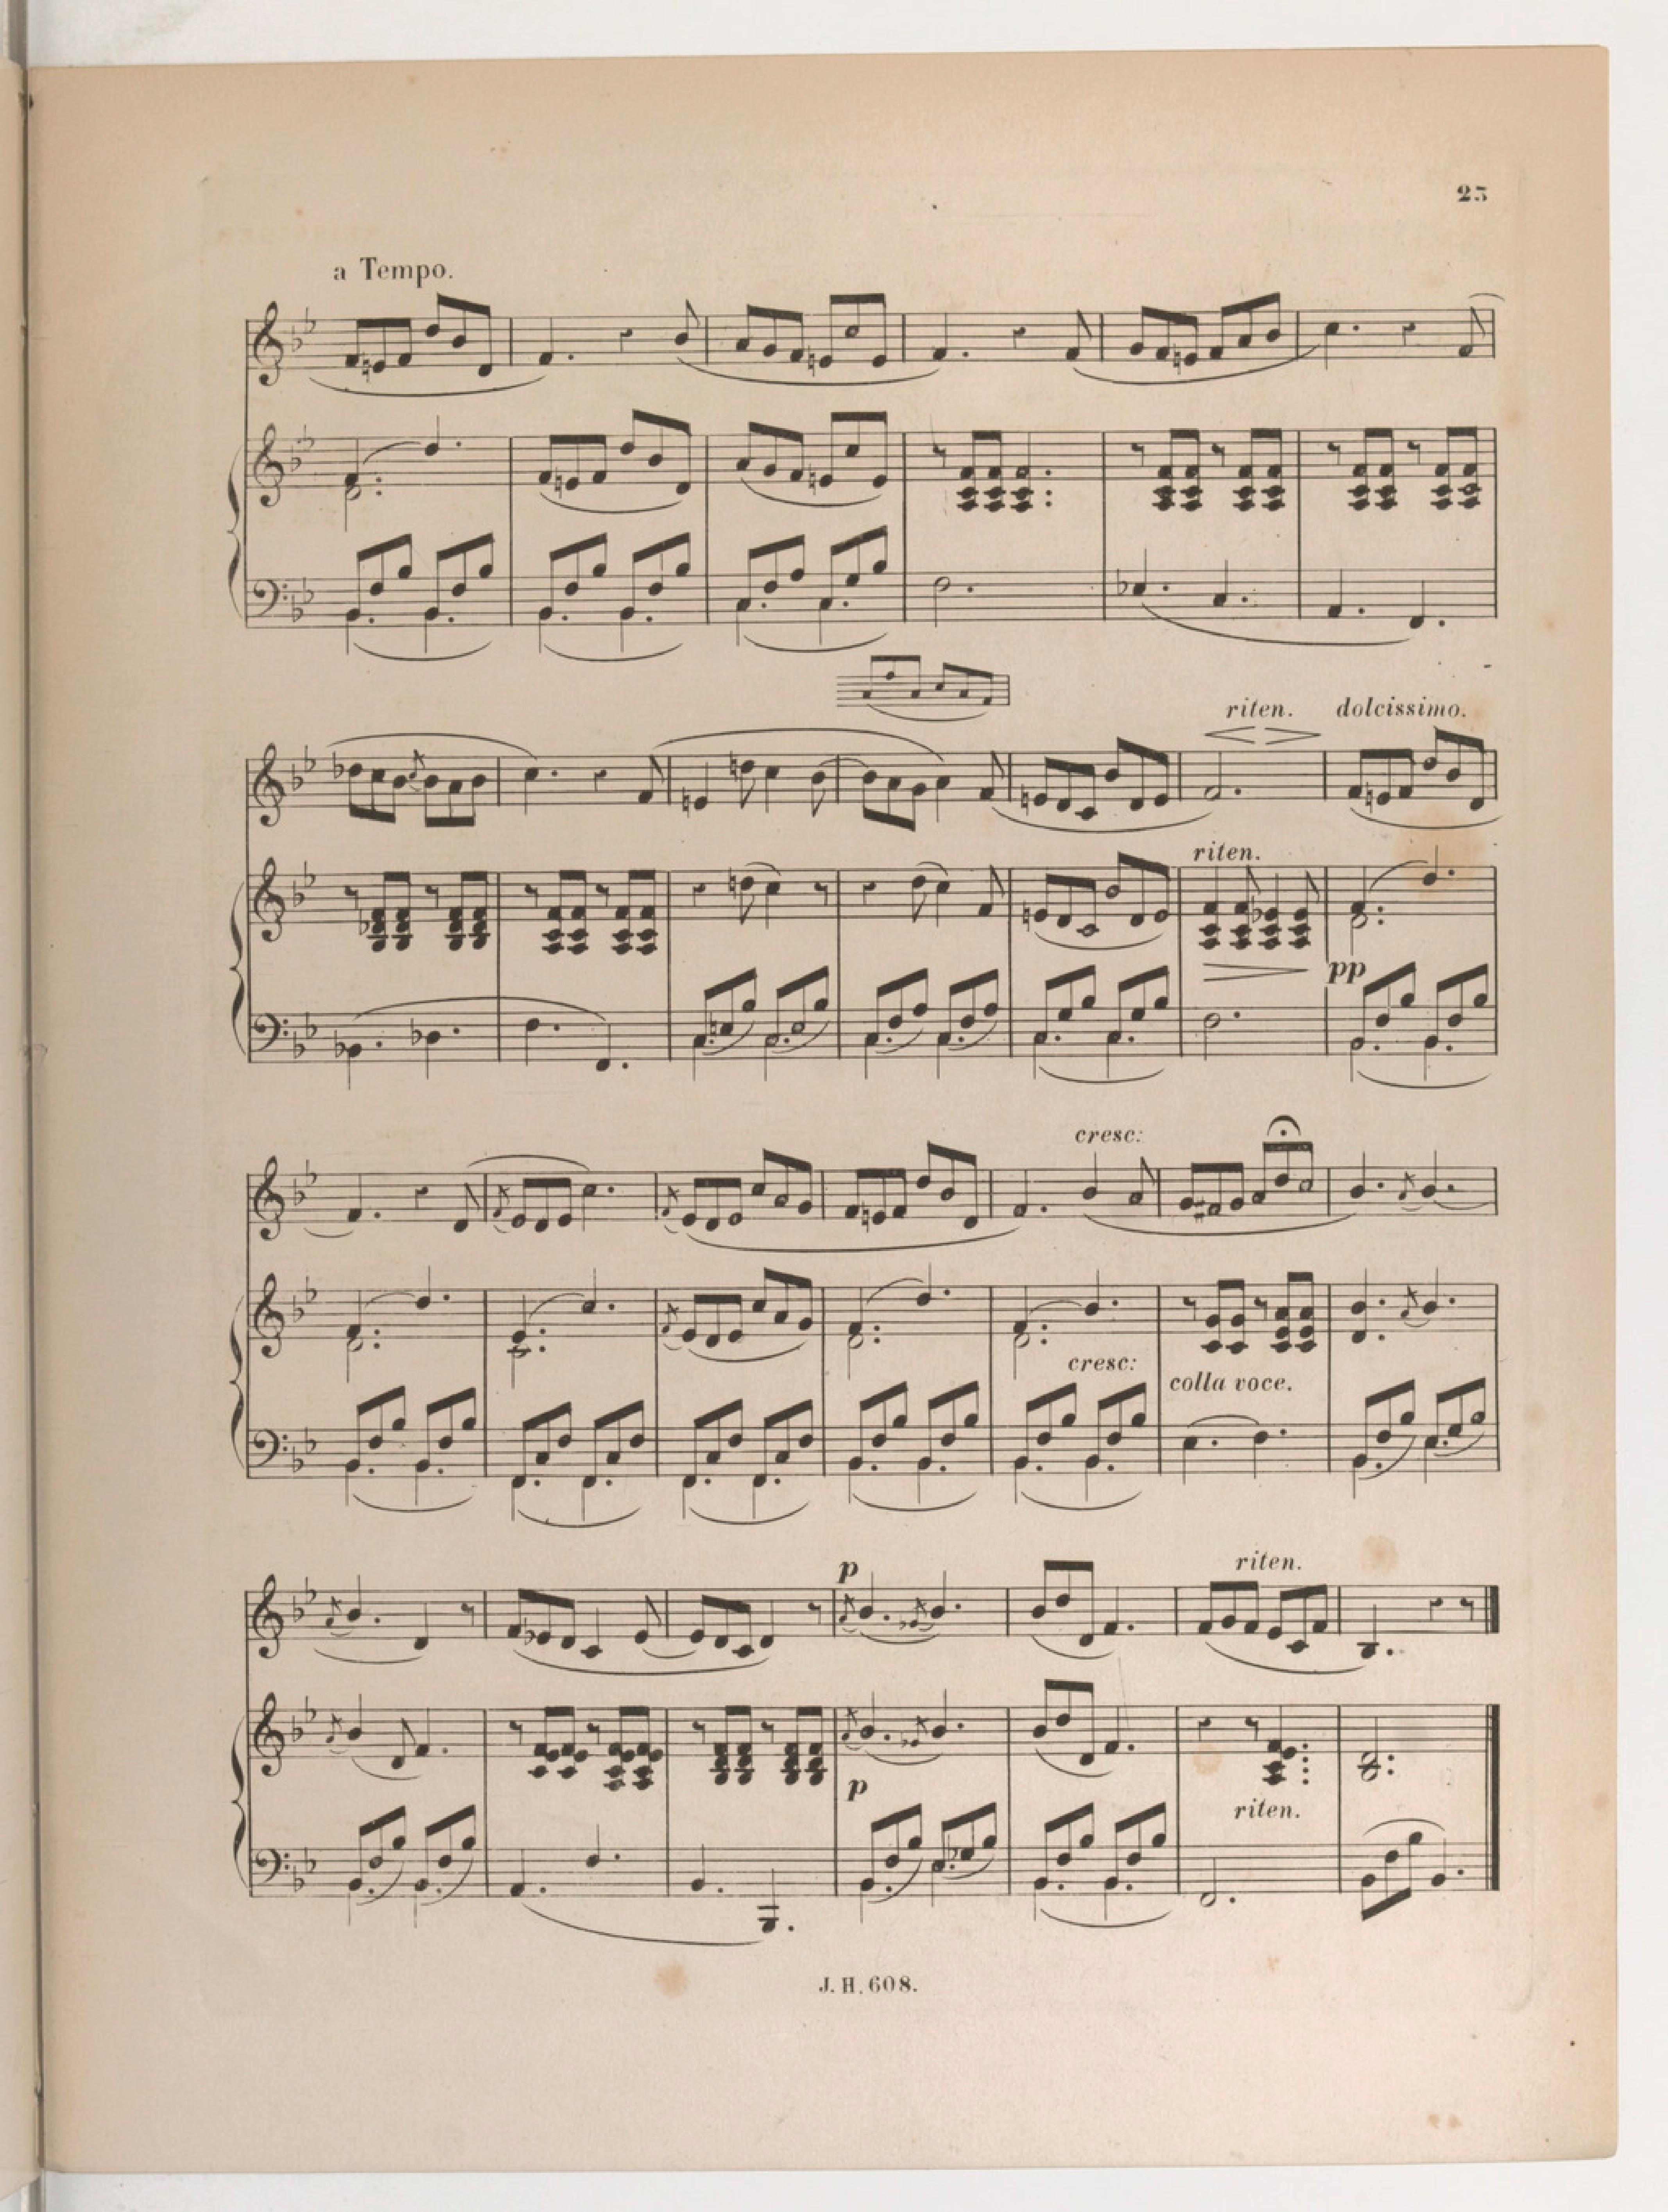 25
a Tempo.
riten. dolcissimo.
riten.
pp
cresc:
cresc:
colla voce.
p
riten.
p
riten.
J. H. 608.